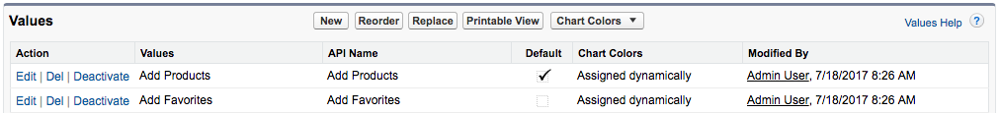 Values New Reorder Replace Printable View Chart Colors Values Help ?
Action Values API Name Default Chart Colors Modified By
Edit | Del | Deactivate Add Products Add Products Assigned dynamically Admin User, 7/18/2017 8:26 AM
Edit | Del | Deactivate Add Favorites Add Favorites Assigned dynamically Admin User, 7/18/2017 8:26 AM